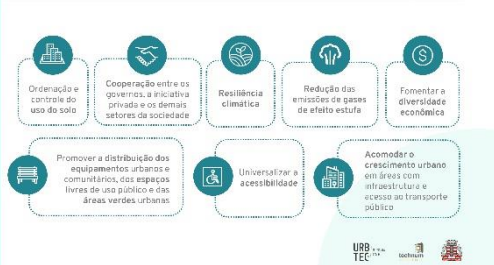 Ordenação e
controle do
uso do solo
Cooperação entre os
governos, a iniciativa
privada e os demais
setores da sociedade
Resiliência
climática
Redução das
emissões de gases
de efeito estufa
Fomentar a
diversidade
econômica
Promover a distribuição dos
equipamentos urbanos e
comunitários, dos espaços
livres de uso público e das
áreas verdes urbanas
Universalizar a
acessibilidade
Acomodar o
crescimento urbano
em áreas com
infraestrutura e
acesso ao transporte
público
URB
TEC
technum